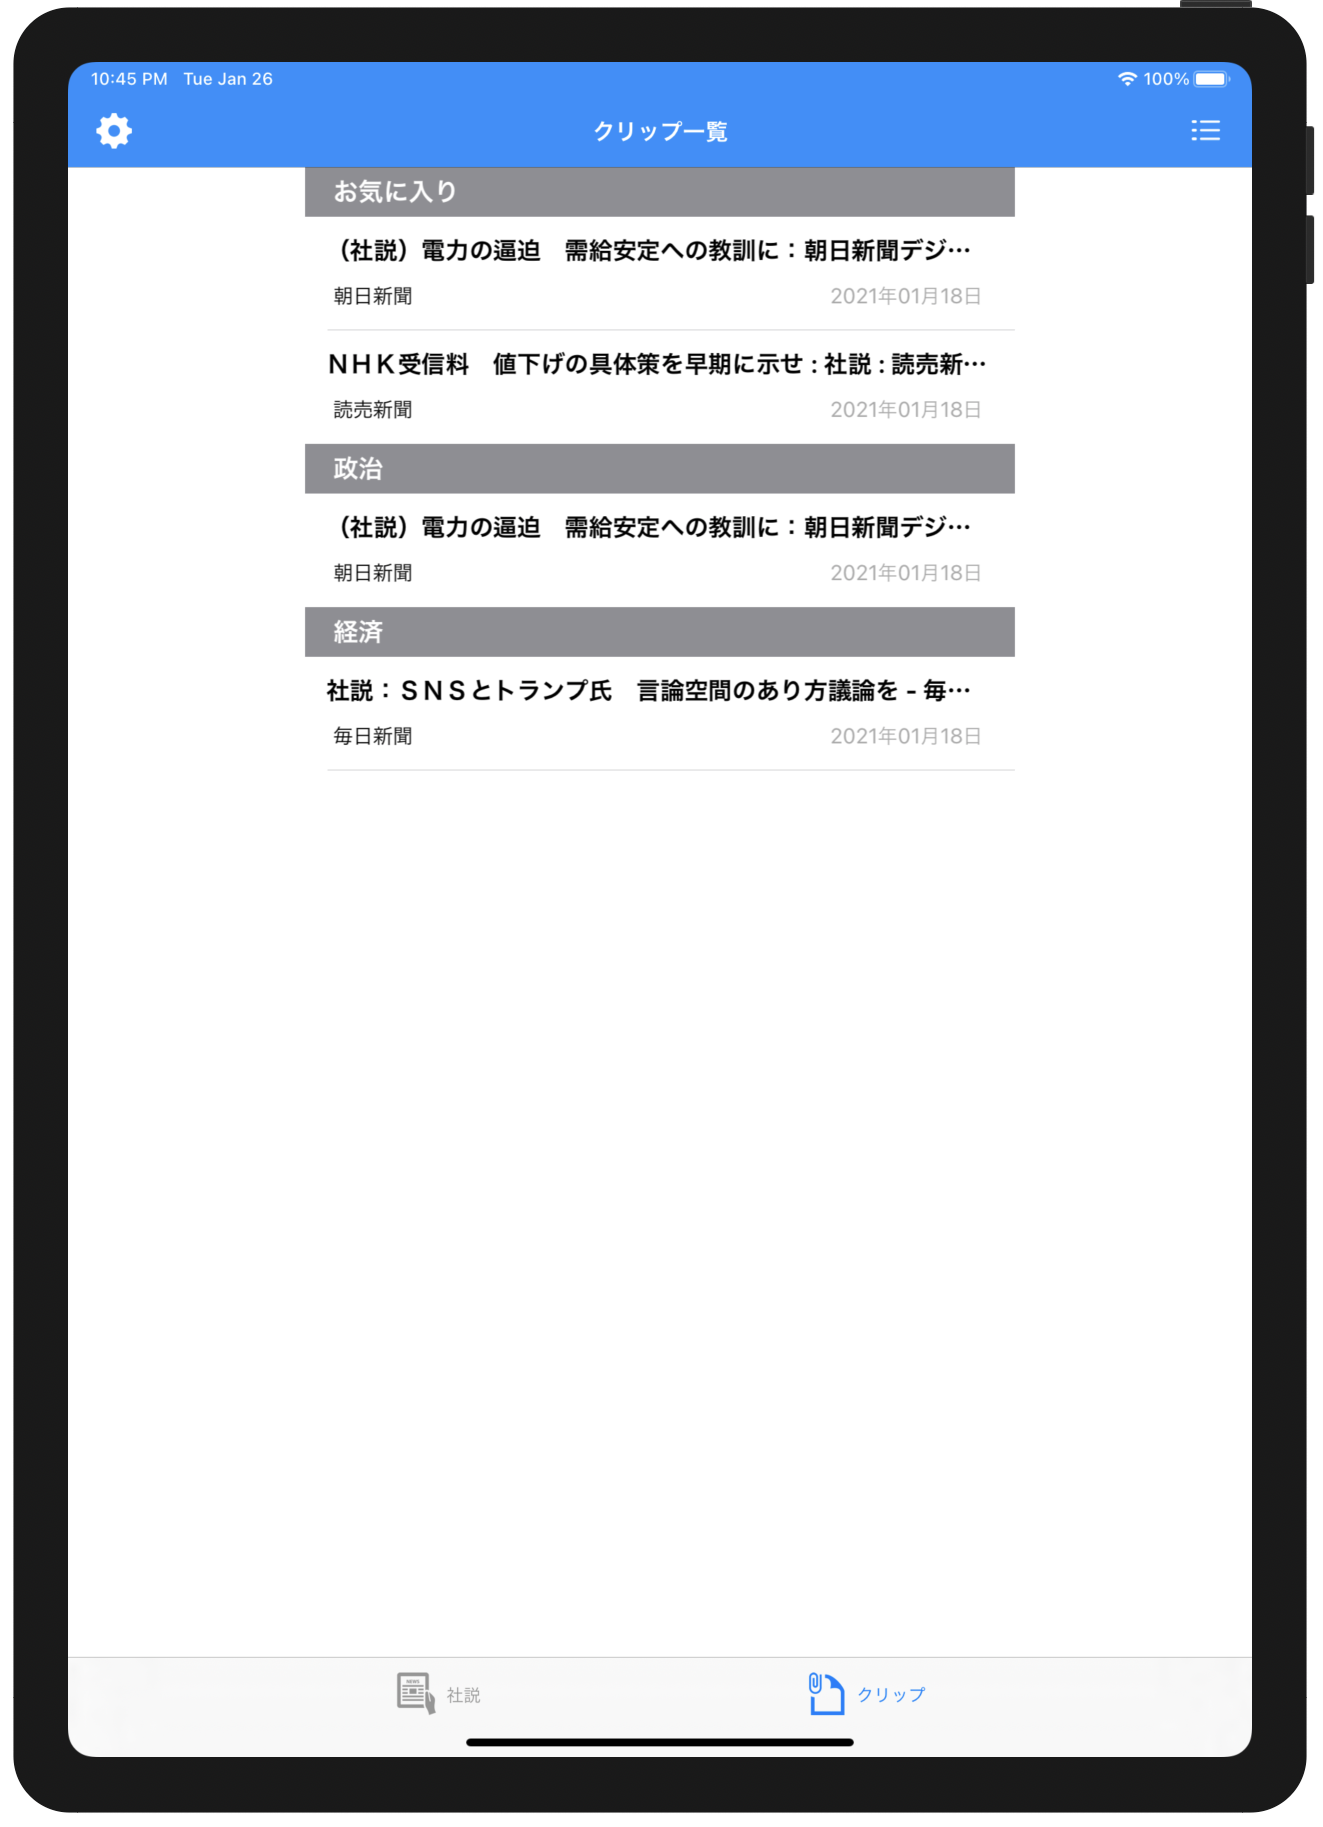 10:45 PM Tue Jan 26 100%
クリップ一覧
お気に入り
（社説）電力の逼迫　需給安定への教訓に：朝日新聞デジ…
朝日新聞 2021年01月18日
ＮＨＫ受信料　値下げの具体策を早期に示せ : 社説 : 読売新…
読売新聞 2021年01月18日
政治
（社説）電力の逼迫　需給安定への教訓に：朝日新聞デジ…
朝日新聞 2021年01月18日
経済
社説：ＳＮＳとトランプ氏　言論空間のあり方議論を - 毎…
毎日新聞 2021年01月18日
NEWS
社説 クリップ